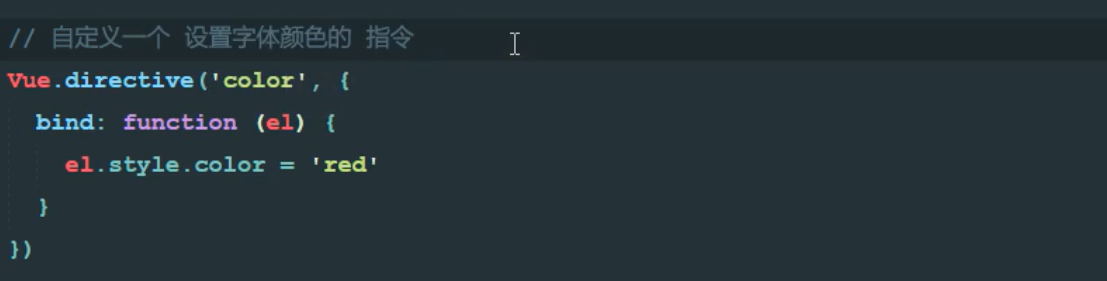 // 自定义一个 设置字体颜色的 指令
Vue.directive('color', {
  bind: function (el) {
    el.style.color = 'red'
  }
})